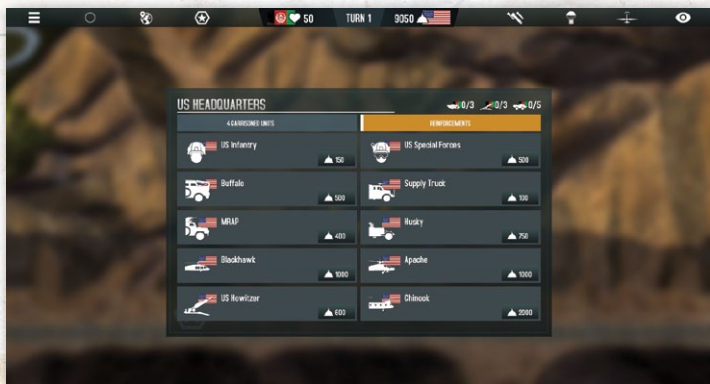 50 TURN 1 9050
US HEADQUARTERS 0/3 0/3 0/5
4 GARRISONED UNITS REINFORCEMENTS
US Infantry 150 US Special Forces 500
Buffalo 500 Supply Truck 100
MRAP 400 Husky 750
Blackhawk 1000 Apache 1000
US Howitzer 600 Chinook 2000